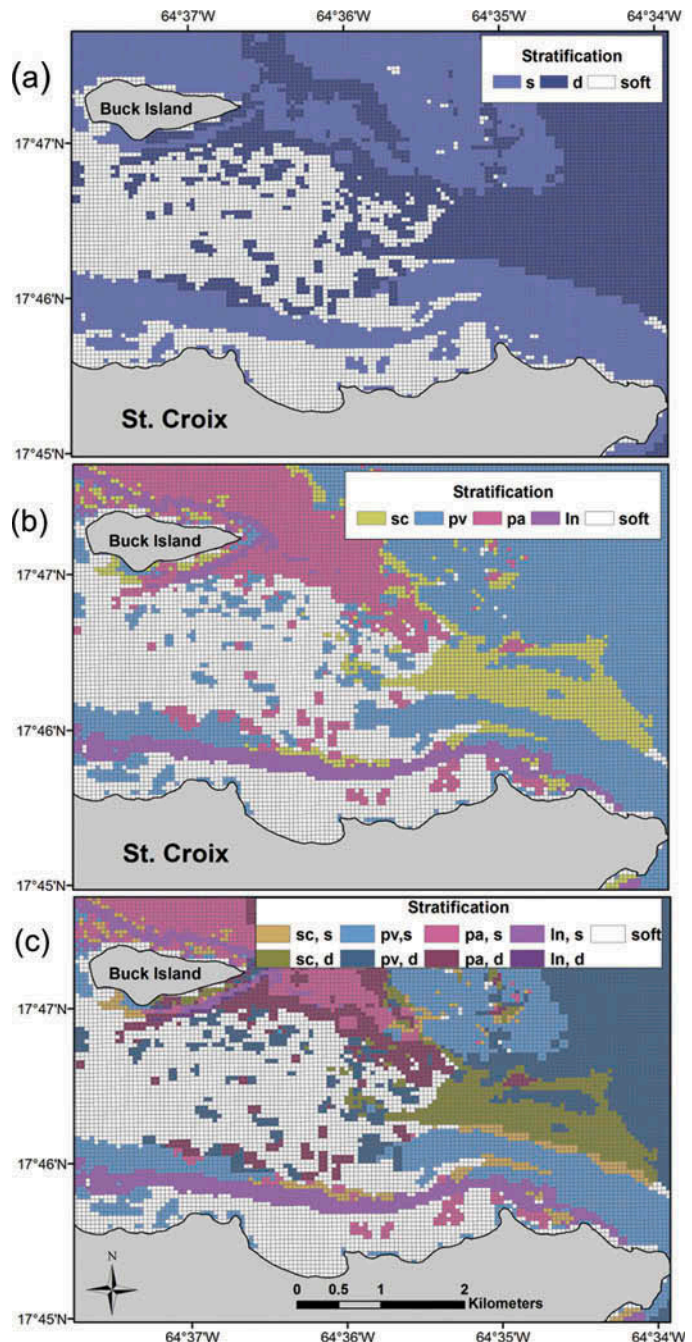 64°37'W 64°36'W 64°35'W 64°34'W
(a)
Stratification
s d soft
Buck Island
17°47'N
17°46'N
St. Croix
17°45'N
(b)
Stratification
sc pv pa ln soft
Buck Island
17°47'N
17°46'N
St. Croix
17°45'N
(c)
Stratification
sc, s pv,s pa, s ln, s soft
sc, d pv, d pa, d ln, d
Buck Island
17°47'N
17°46'N
N
0 0.5 1 2
Kilometers
17°45'N
64°37'W 64°36'W 64°35'W 64°34'W